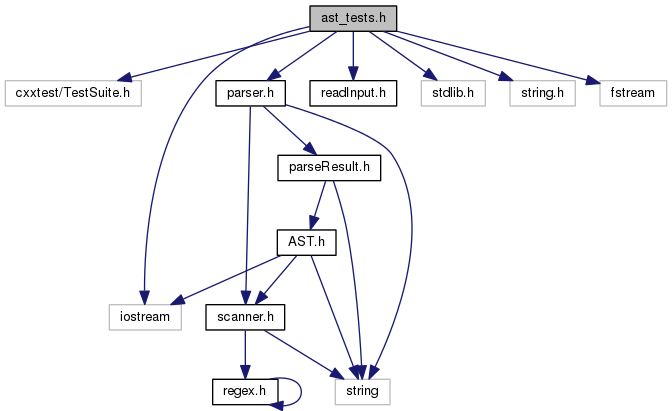 ast_tests.h
cxxtest/TestSuite.h
parser.h
readInput.h
stdlib.h
string.h
fstream
parseResult.h
AST.h
iostream
scanner.h
regex.h
string